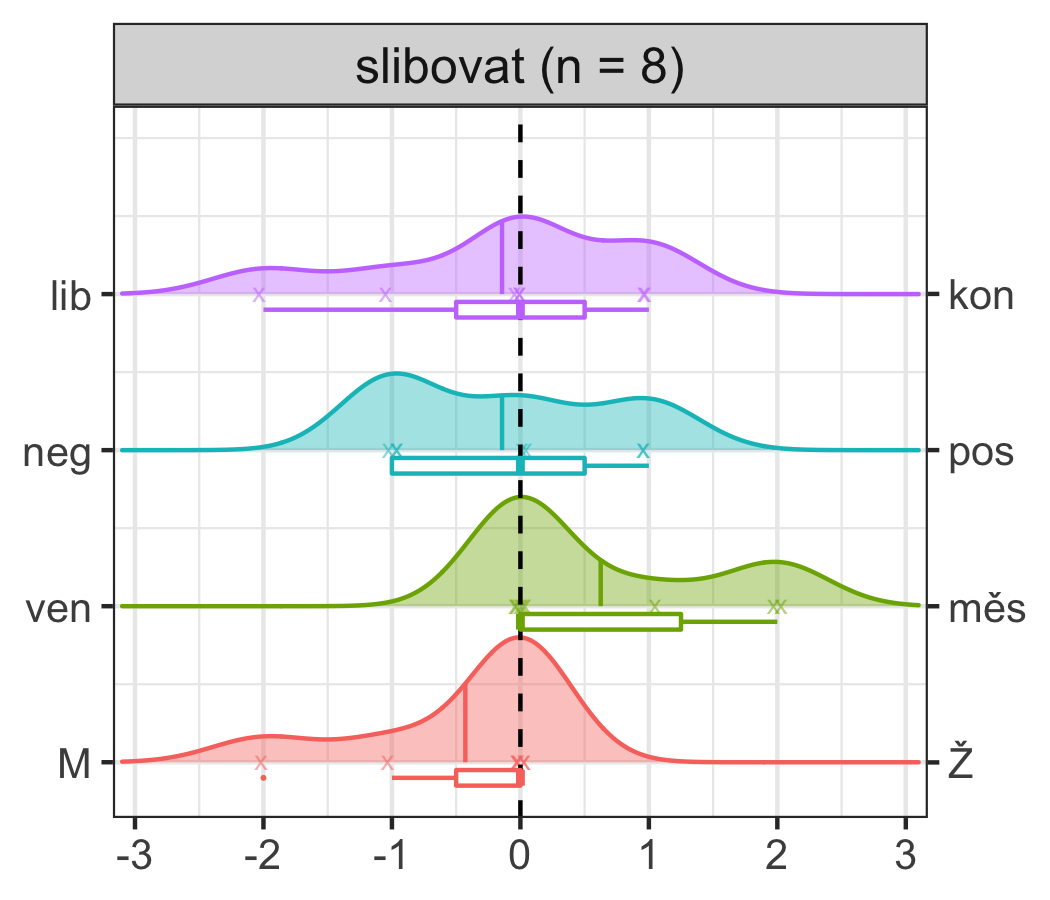 slibovat (n = 8)
lib kon
neg pos
ven měs
M Ž
-3 -2 -1 0 1 2 3